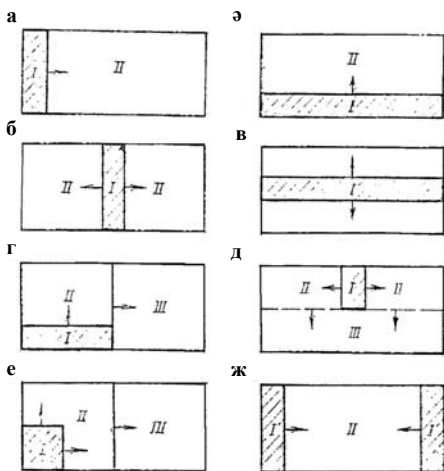 а ә
I II
II
I
б в
II I II
I
г д
II III
I
II I II
III
е ж
II III
I
I II I